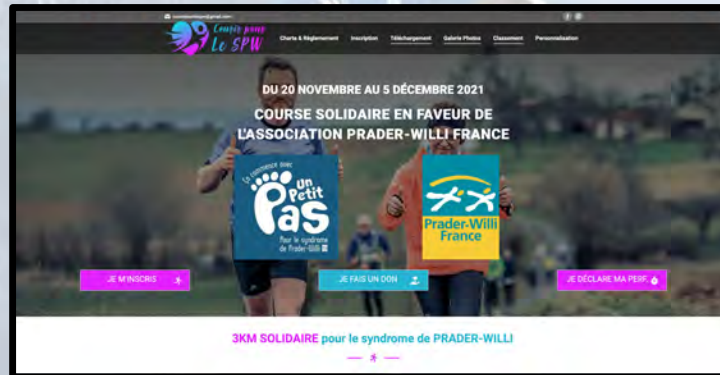 Courir pour
Le SPW
Charte & Règlement Inscription Téléchargement Galerie Photos Classement Personnalisation
DU 20 NOVEMBRE AU 5 DÉCEMBRE 2021
COURSE SOLIDAIRE EN FAVEUR DE
L'ASSOCIATION PRADER-WILLI FRANCE
Ça commence avec
un
Petit
Pas
Pour le syndrome
de Prader-Willi
Prader-Willi
France
JE M'INSCRIS
JE FAIS UN DON
JE DÉCLARE MA PERF.
3KM SOLIDAIRE pour le syndrome de PRADER-WILLI